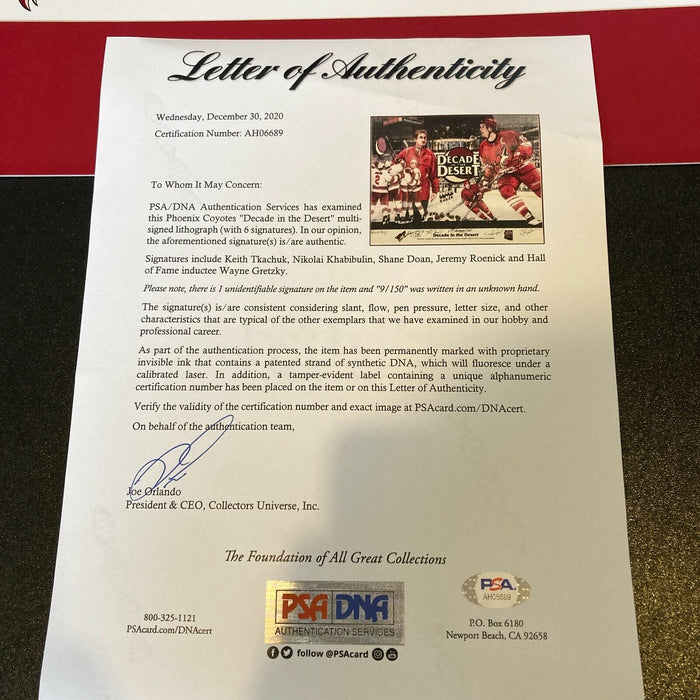 Letter of Authenticity
Wednesday, December 30, 2020
Certification Number: AH06689
DECADE
IN THE
DESERT
Decade in the Desert
To Whom It May Concern:
PSA/DNA Authentication Services has examined
this Phoenix Coyotes "Decade in the Desert" multi-
signed lithograph (with 6 signatures). In our opinion,
the aforementioned signature(s) is/are authentic.
Signatures include Keith Tkachuk, Nikolai Khabibulin, Shane Doan, Jeremy Roenick and Hall
of Fame inductee Wayne Gretzky.
Please note, there is 1 unidentifiable signature on the item and "9/150" was written in an unknown hand.
The signature(s) is/are consistent considering slant, flow, pen pressure, letter size, and other
characteristics that are typical of the other exemplars that we have examined in our hobby and
professional career.
As part of the authentication process, the item has been permanently marked with proprietary
invisible ink that contains a patented strand of synthetic DNA, which will fluoresce under a
calibrated laser. In addition, a tamper-evident label containing a unique alphanumeric
certification number has been placed on the item or on this Letter of Authenticity.
Verify the validity of the certification number and exact image at PSAcard.com/DNAcert.
On behalf of the authentication team,
Joe Orlando
President & CEO, Collectors Universe, Inc.
The Foundation of All Great Collections
800-325-1121
PSAcard.com/DNAcert
PSA DNA
AUTHENTICATION SERVICES
follow @PSAcard
PSA
AH06689
P.O. Box 6180
Newport Beach, CA 92658